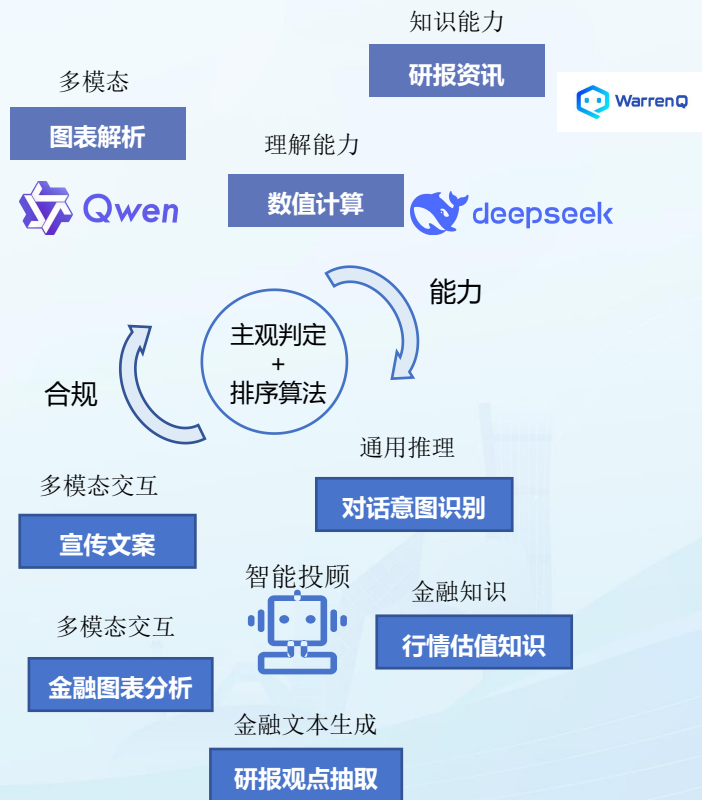 知识能力
研报资讯
WarrenQ
多模态
图表解析
Qwen
理解能力
数值计算
deepseek
能力
主观判定
+
排序算法
合规
通用推理
对话意图识别
多模态交互
宣传文案
智能投顾
金融知识
行情估值知识
多模态交互
金融图表分析
金融文本生成
研报观点抽取